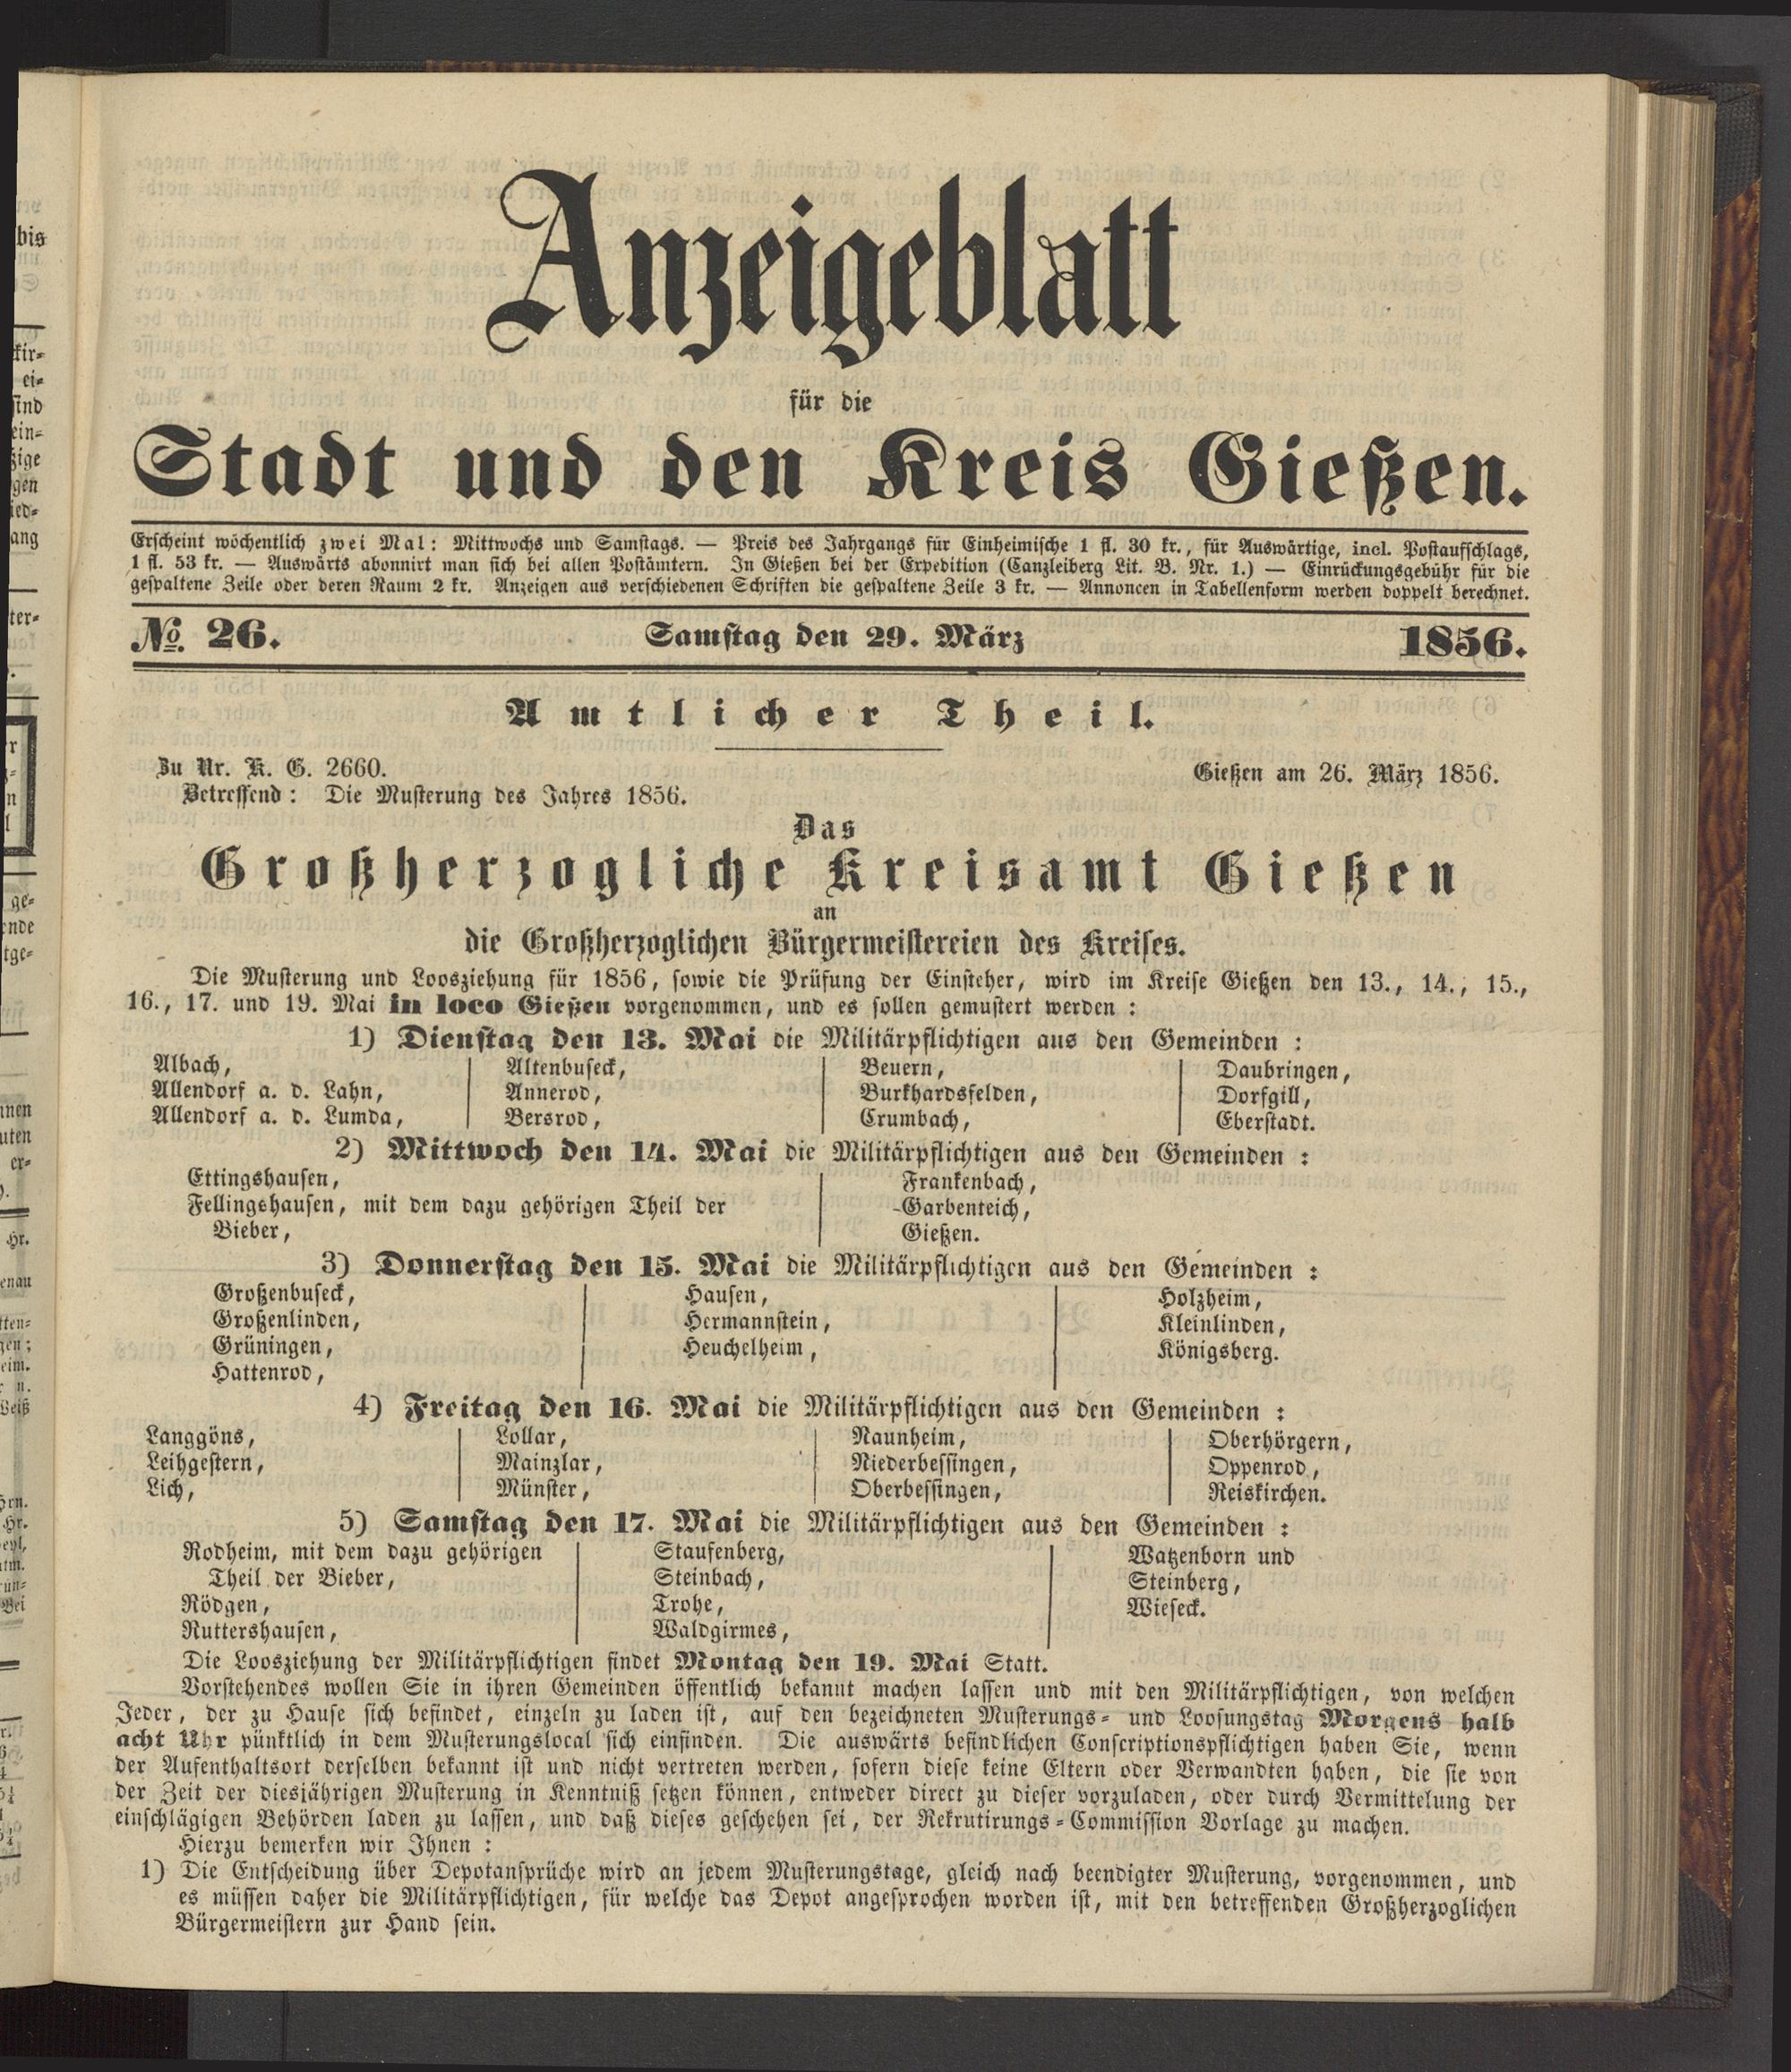 Anzeigeblatt
für die
Stadt und den Kreis Gießen.
Erscheint wöchentlich zwei Mal: Mittwochs und Samstags. — Preis des Jahrgangs für Einheimische 1 fl. 30 kr., für Auswärtige, incl. Postaufschlags,
1 fl. 53 kr. — Auswärts abonnirt man sich bei allen Postämtern. In Gießen bei der Expedition (Canzleiberg Lit. B. Nr. 1.) — Einrückungsgebühr für die
gespaltene Zeile oder deren Raum 2 kr. Anzeigen aus verschiedenen Schriften die gespaltene Zeile 3 kr. — Annoncen in Tabellenform werden doppelt berechnet.
No. 26. Samstag den 29. März 1856.
Amtlicher Theil.
Zu Nr. K. G. 2660. Gießen am 26. März 1856.
Betreffend: Die Musterung des Jahres 1856.
Das
Großherzogliche Kreisamt Gießen
an
die Großherzoglichen Bürgermeistereien des Kreises.
Die Musterung und Loosziehung für 1856, sowie die Prüfung der Einsteher, wird im Kreise Gießen den 13., 14., 15.,
16., 17. und 19. Mai in loco Gießen vorgenommen, und es sollen gemustert werden:
1) Dienstag den 13. Mai die Militärpflichtigen aus den Gemeinden:
Albach, Altenbuseck, Beuern, Daubringen,
Allendorf a. d. Lahn, Annerod, Burkhardsfelden, Dorfgill,
Allendorf a. d. Lumda, Bersrod, Crumbach, Eberstadt.
2) Mittwoch den 14. Mai die Militärpflichtigen aus den Gemeinden:
Ettingshausen, Frankenbach,
Fellingshausen, mit dem dazu gehörigen Theil der Garbenteich,
Bieber, Gießen.
3) Donnerstag den 15. Mai die Militärpflichtigen aus den Gemeinden:
Großenbuseck, Hausen, Holzheim,
Großenlinden, Hermannstein, Kleinlinden,
Grüningen, Heuchelheim, Königsberg.
Hattenrod,
4) Freitag den 16. Mai die Militärpflichtigen aus den Gemeinden:
Langgöns, Lollar, Naunheim, Oberhörgern,
Leihgestern, Mainzlar, Niederbessingen, Oppenrod,
Lich, Münster, Oberbessingen, Reiskirchen.
5) Samstag den 17. Mai die Militärpflichtigen aus den Gemeinden:
Rodheim, mit dem dazu gehörigen Staufenberg, Watzenborn und
Theil der Bieber, Steinbach, Steinberg,
Rödgen, Trohe, Wieseck.
Ruttershausen, Waldgirmes,
Die Loosziehung der Militärpflichtigen findet Montag den 19. Mai Statt.
Vorstehendes wollen Sie in ihren Gemeinden öffentlich bekannt machen lassen und mit den Militärpflichtigen, von welchen
Jeder, der zu Hause sich befindet, einzeln zu laden ist, auf den bezeichneten Musterungs- und Loosungstag Morgens halb
acht Uhr pünktlich in dem Musterungslocal sich einfinden. Die auswärts befindlichen Conscriptionspflichtigen haben Sie, wenn
der Aufenthaltsort derselben bekannt ist und nicht vertreten werden, sofern diese keine Eltern oder Verwandten haben, die sie von
der Zeit der diesjährigen Musterung in Kenntniß setzen können, entweder direct zu dieser vorzuladen, oder durch Vermittelung der
einschlägigen Behörden laden zu lassen, und daß dieses geschehen sei, der Rekrutirungs-Commission Vorlage zu machen.
Hierzu bemerken wir Ihnen:
1) Die Entscheidung über Depotansprüche wird an jedem Musterungstage, gleich nach beendigter Musterung, vorgenommen, und
es müssen daher die Militärpflichtigen, für welche das Depot angesprochen worden ist, mit den betreffenden Großherzoglichen
Bürgermeistern zur Hand sein.